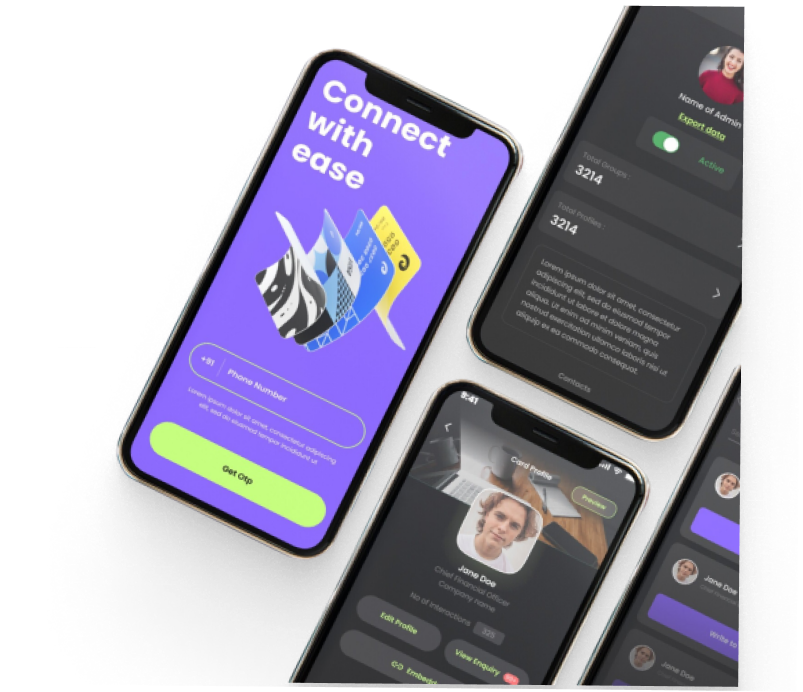 Connect
with
ease
+91 Phone Number
Lorem ipsum dolor sit amet, consectetur adipiscing
elit, sed do eiusmod tempor incididunt ut
Get Otp
Name of Admin
Export data
Active
Total Groups :
3214
Total Profiles :
3214
Lorem ipsum dolor sit amet, consectetur
adipiscing elit, sed do eiusmod tempor
incididunt ut labore et dolore magna
aliqua. Ut enim ad minim veniam, quis
nostrud exercitation ullamco laboris nisi ut
aliquip ex ea commodo consequat.
Contacts
9:41
Card Profile
Preview
Jane Doe
Chief Financial Officer
Company name
No of Interactions 325
Edit Profile
View Enquiry
Embedd
Jane Doe
Write to
Jane Doe